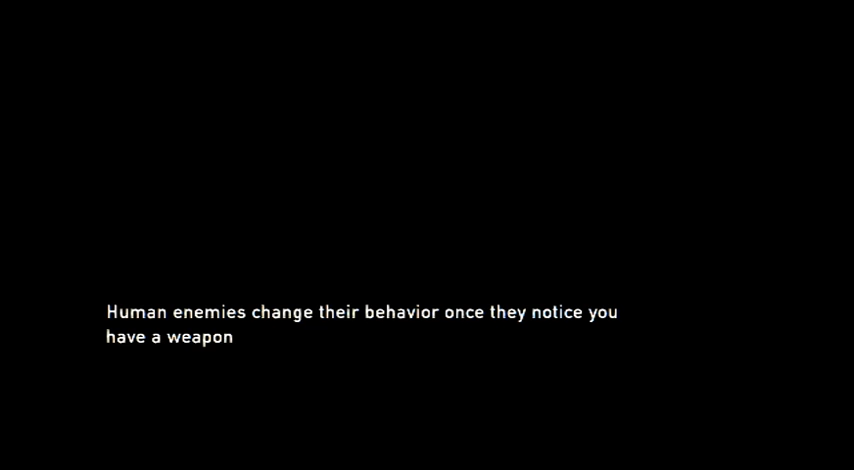 Human enemies change their behavior once they notice you
have a weapon